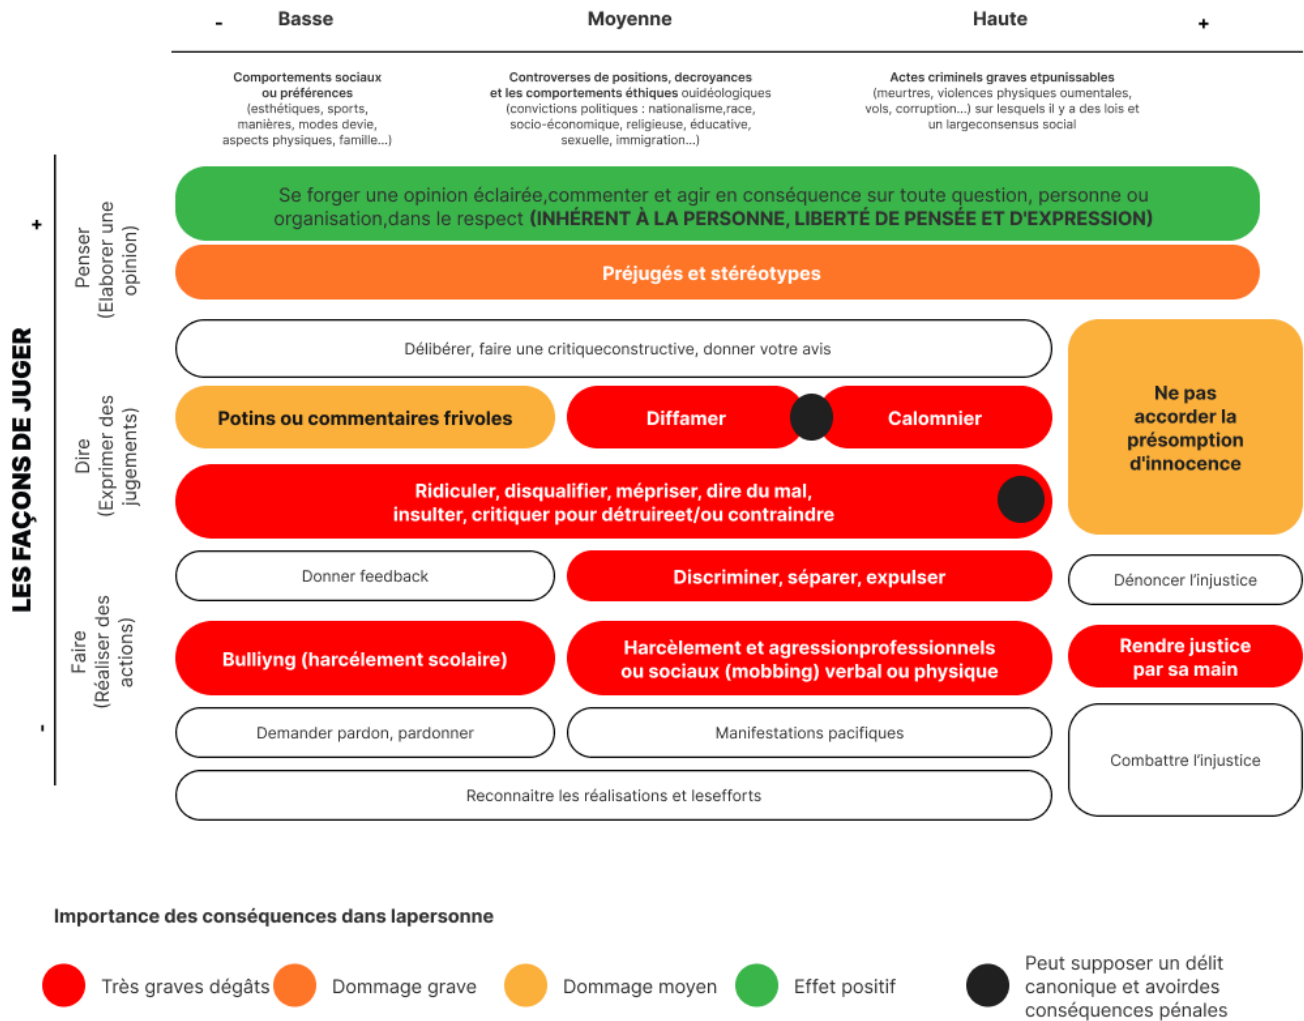 - Basse Moyenne Haute +
Comportements sociaux
ou préférences
(esthétiques, sports,
manières, modes devie,
aspects physiques, famille...)
Controverses de positions, decroyances
et les comportements éthiques ouidéologiques
(convictions politiques : nationalisme,race,
socio-économique, religieuse, éducative,
sexuelle, immigration...)
Actes criminels graves etpunissables
(meurtres, violences physiques oumentales,
vols, corruption...) sur lesquels il y a des lois et
un largeconsensus social
LES FAÇONS DE JUGER
+
-
Penser
(Elaborer une
opinion)
Se forger une opinion éclairée,commenter et agir en conséquence sur toute question, personne ou
organisation,dans le respect (INHÉRENT À LA PERSONNE, LIBERTÉ DE PENSÉE ET D'EXPRESSION)
Préjugés et stéréotypes
Dire
(Exprimer des
jugements)
Délibérer, faire une critiqueconstructive, donner votre avis
Ne pas
accorder la
présomption
d'innocence
Potins ou commentaires frivoles
Diffamer
Calomnier
Ridiculer, disqualifier, mépriser, dire du mal,
insulter, critiquer pour détruireet/ou contraindre
Faire
(Réaliser des
actions)
Donner feedback
Discriminer, séparer, expulser
Dénoncer l'injustice
Bulliyng (harcélement scolaire)
Harcèlement et agressionprofessionnels
ou sociaux (mobbing) verbal ou physique
Rendre justice
par sa main
Demander pardon, pardonner
Manifestations pacifiques
Combattre l'injustice
Reconnaitre les réalisations et lesefforts
Importance des conséquences dans lapersonne
Très graves dégâts
Dommage grave
Dommage moyen
Effet positif
Peut supposer un délit
canonique et avoirdes
conséquences pénales